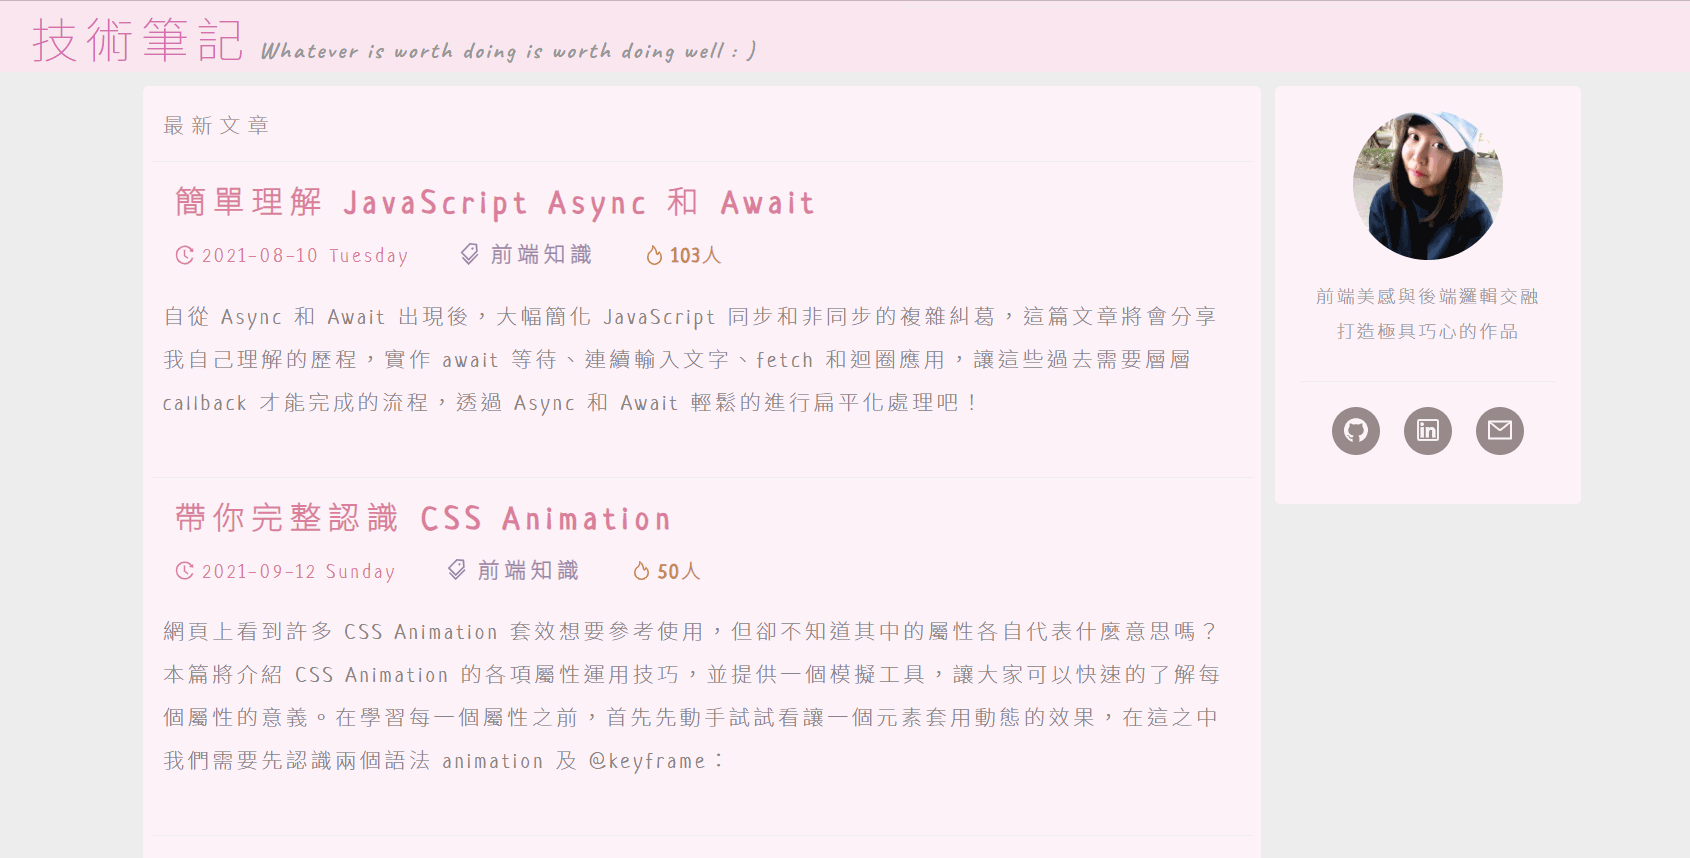 技術筆記 Whatever is worth doing is worth doing well : )
最新文章
簡單理解 JavaScript Async 和 Await
2021-08-10 Tuesday 前端知識 103人
自從 Async 和 Await 出現後，大幅簡化 JavaScript 同步和非同步的複雜糾葛，這篇文章將會分享
我自己理解的歷程，實作 await 等待、連續輸入文字、fetch 和迴圈應用，讓這些過去需要層層
callback 才能完成的流程，透過 Async 和 Await 輕鬆的進行扁平化處理吧！
帶你完整認識 CSS Animation
2021-09-12 Sunday 前端知識 50人
網頁上看到許多 CSS Animation 套效想要參考使用，但卻不知道其中的屬性各自代表什麼意思嗎？
本篇將介紹 CSS Animation 的各項屬性運用技巧，並提供一個模擬工具，讓大家可以快速的了解每
個屬性的意義。在學習每一個屬性之前，首先先動手試試看讓一個元素套用動態的效果，在這之中
我們需要先認識兩個語法 animation 及 @keyframe：
前端美感與後端邏輯交融
打造極具巧心的作品
in